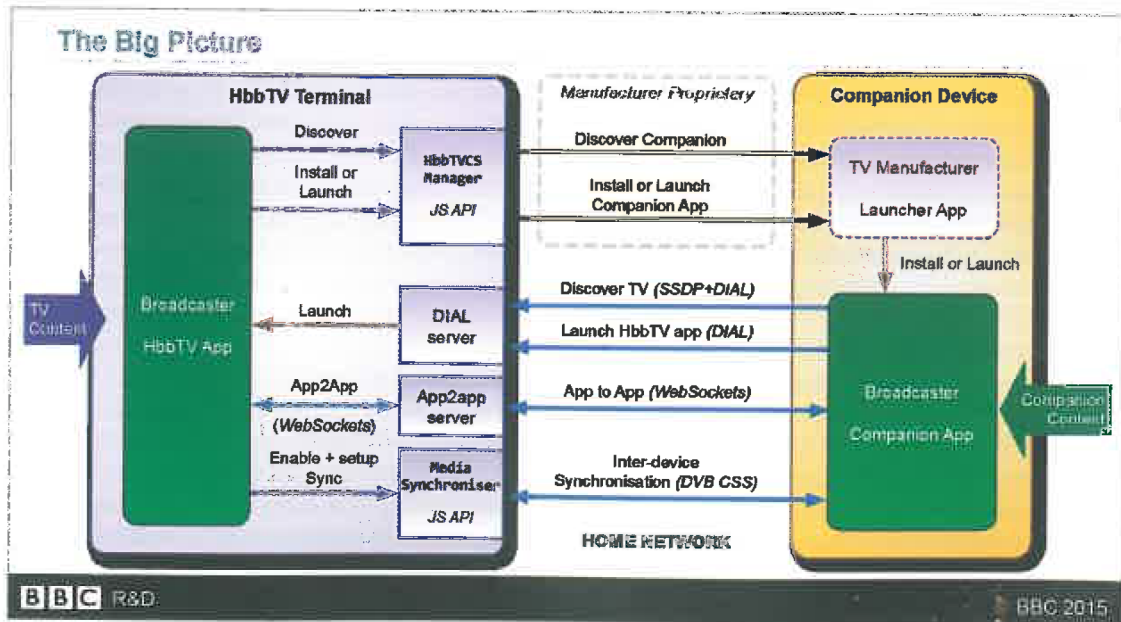 The Big Picture
HbbTV Terminal
Manufacturer Proprietery
Companion Device
Discover
Install or
Launch
HbbTVCS
Manager
JS API
Discover Companion
Install or Launch
Companion App
TV Manufacturer
Launcher App
Install or Launch
TV
Content
Broadcaster
HbbTV App
Launch
DIAL
server
Discover TV (SSDP+DIAL)
Launch HbbTV app (DIAL)
App2App
(WebSockets)
App2app
server
App to App (WebSockets)
Broadcaster
Companion App
Companion
Content
Enable + setup
Sync
Media
Synchroniser
JS API
Inter-device
Synchronisation (DVB CSS)
HOME NETWORK
BBC R&D
BBC 2015